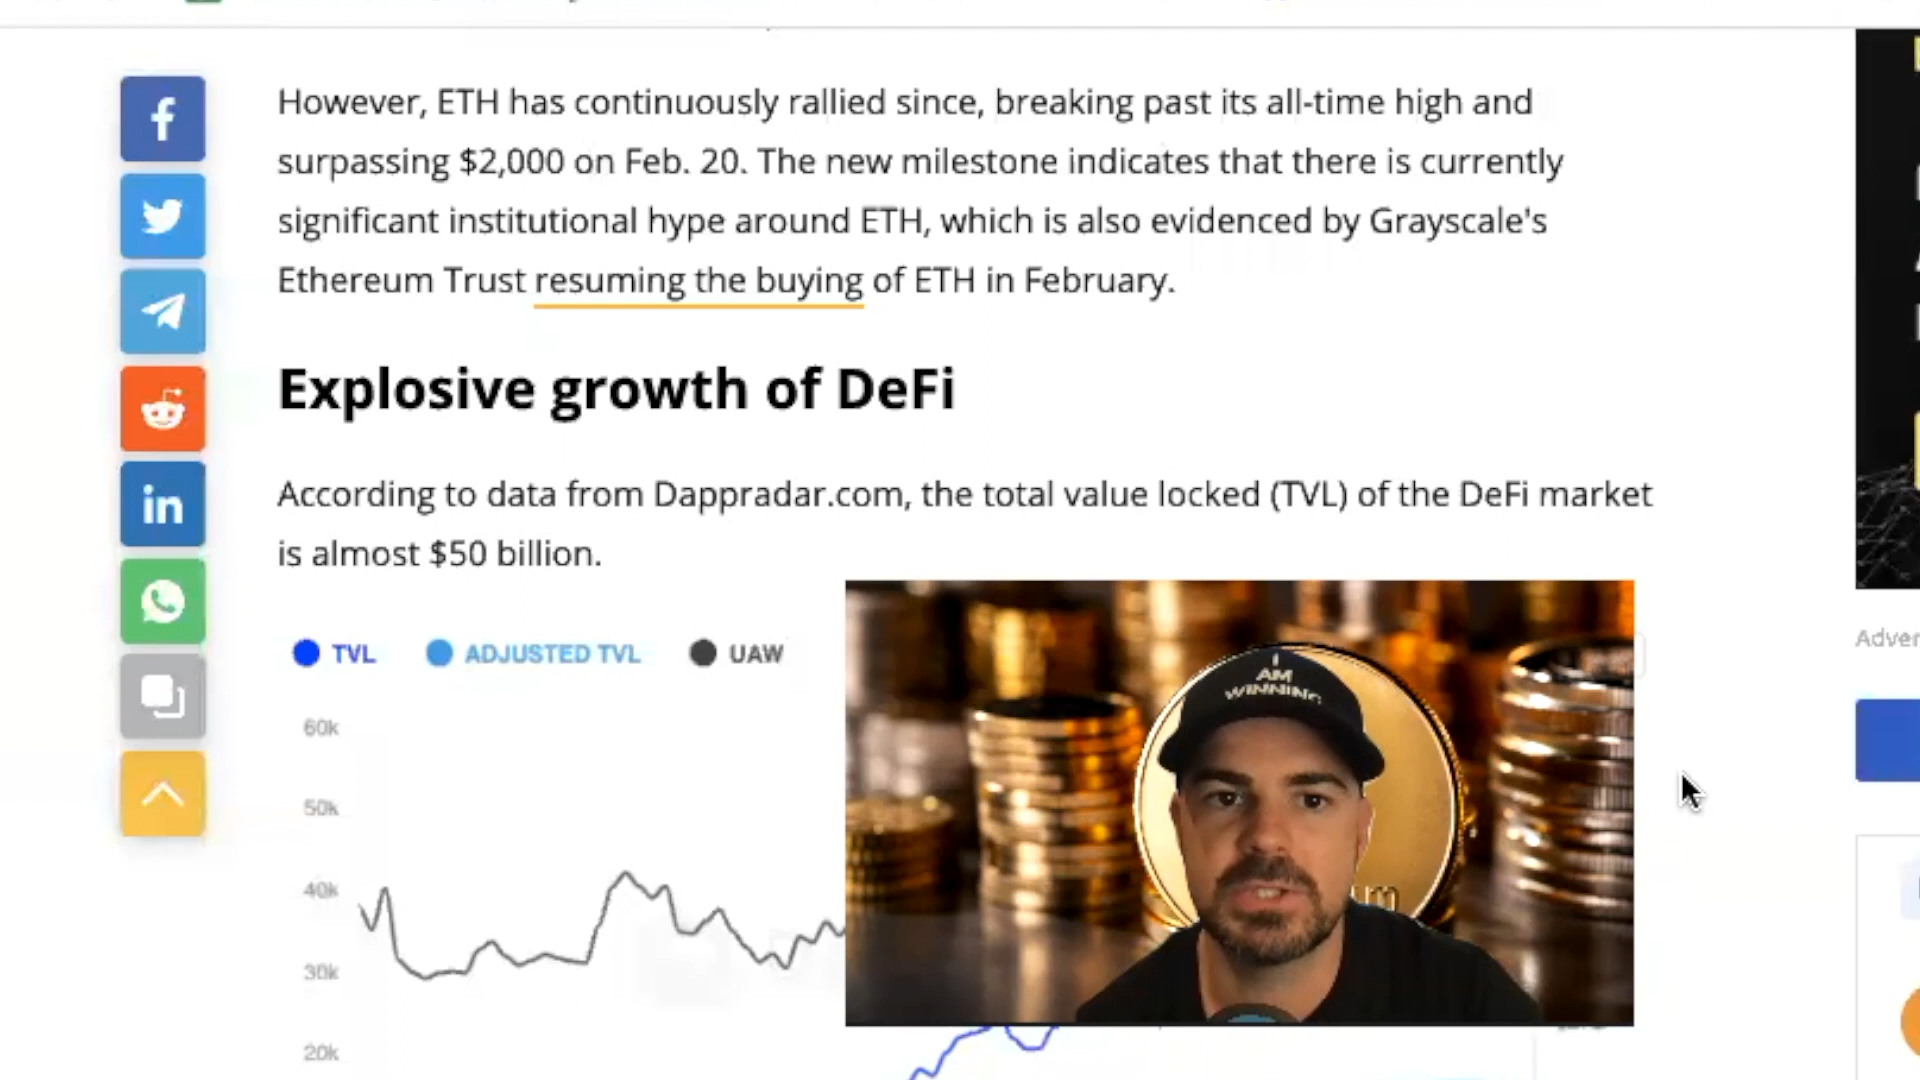 However, ETH has continuously rallied since, breaking past its all-time high and
surpassing $2,000 on Feb. 20. The new milestone indicates that there is currently
significant institutional hype around ETH, which is also evidenced by Grayscale's
Ethereum Trust resuming the buying of ETH in February.
Explosive growth of DeFi
According to data from Dappradar.com, the total value locked (TVL) of the DeFi market
is almost $50 billion.
TVL ADJUSTED TVL UAW
60k
50k
40k
30k
20k
I
AM
WINNING
in